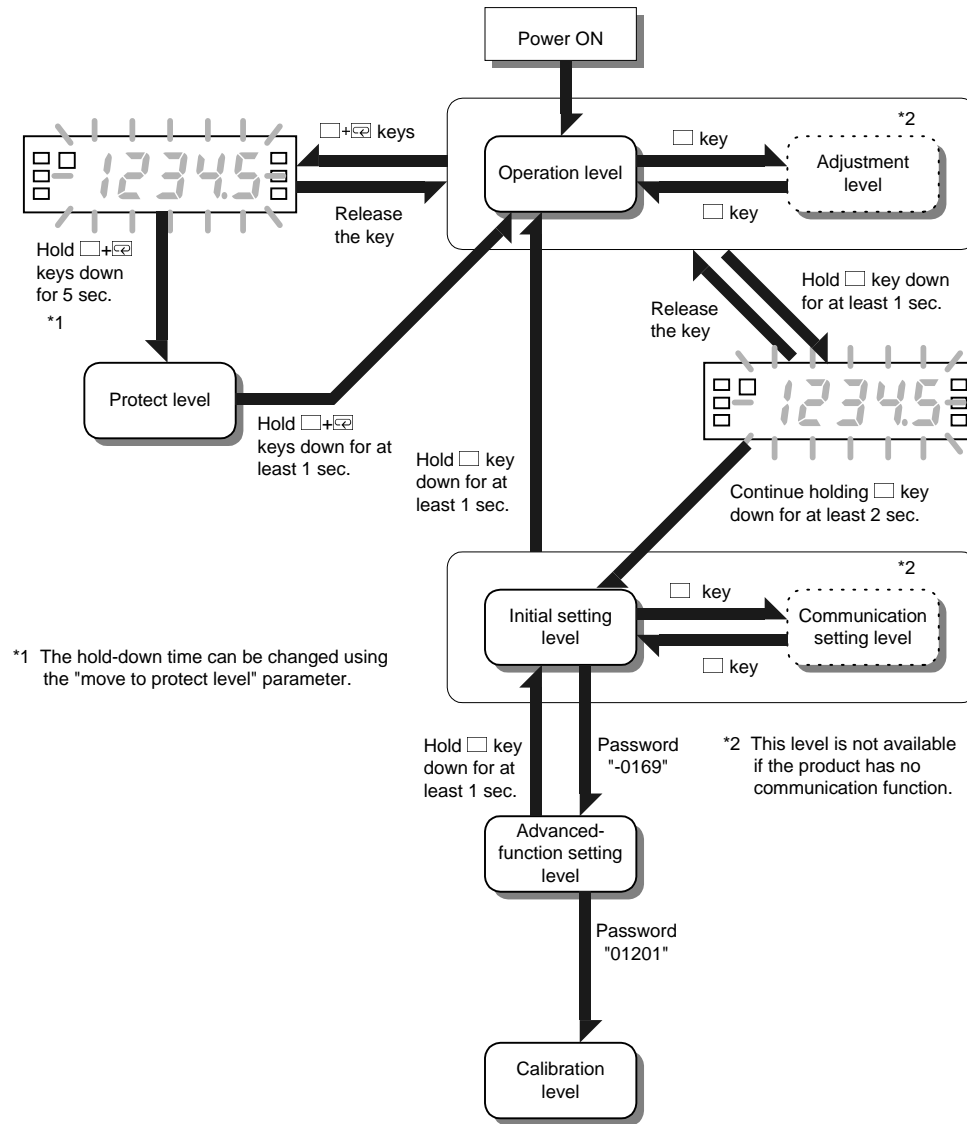 Power ON
*2
□+⮐ keys
□ key
1234.5
Operation level
Adjustment
level
□ key
Release
the key
Hold □+⮐
keys down
for 5 sec.
*1
Hold □ key down
for at least 1 sec.
Release
the key
Protect level
1234.5
Hold □+⮐
keys down for at
least 1 sec.
Hold □ key
down for at
least 1 sec.
Continue holding □ key
down for at least 2 sec.
*2
□ key
Initial setting
level
Communication
setting level
□ key
*1 The hold-down time can be changed using
the "move to protect level" parameter.
Hold □ key
down for at
least 1 sec.
Password
"-0169"
*2 This level is not available
if the product has no
communication function.
Advanced-
function setting
level
Password
"01201"
Calibration
level